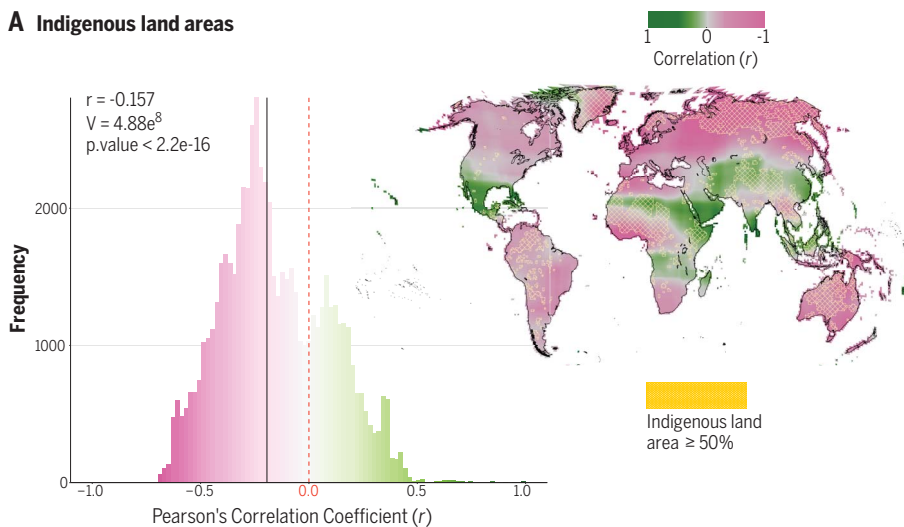 A Indigenous land areas
1 0 -1
Correlation (r)
r = -0.157
V = 4.88e⁸
p.value < 2.2e-16
Frequency
2000
1000
0
-1.0 -0.5 0.0 0.5 1.0
Pearson's Correlation Coefficient (r)
Indigenous land
area ≥ 50%